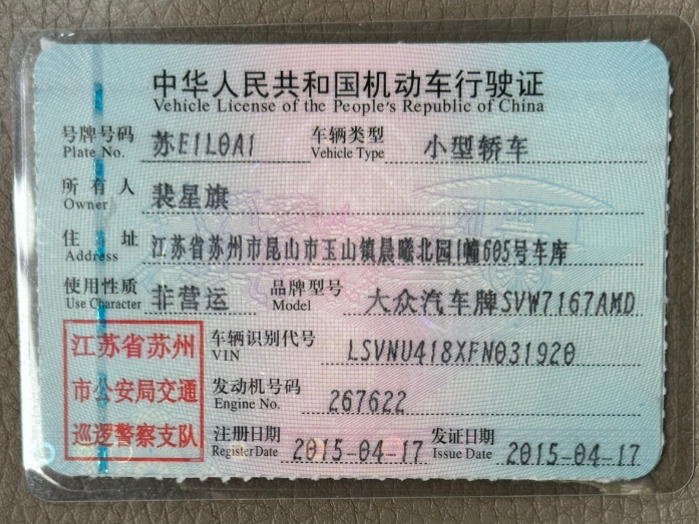 中华人民共和国机动车行驶证
Vehicle License of the People's Republic of China
号牌号码 苏E1L0A1 车辆类型 小型轿车
Plate No. Vehicle Type
所有人 裴星旗
Owner
住址 江苏省苏州市昆山市玉山镇晨曦北园1幢605号车库
Address
使用性质 非营运 品牌型号 大众汽车牌SVW7167AMD
Use Character Model
江苏省苏州 车辆识别代号 LSVNU418XFN031920
VIN
市公安局交通 发动机号码 267622
Engine No.
巡逻警察支队 注册日期 2015-04-17 发证日期 2015-04-17
Register Date Issue Date